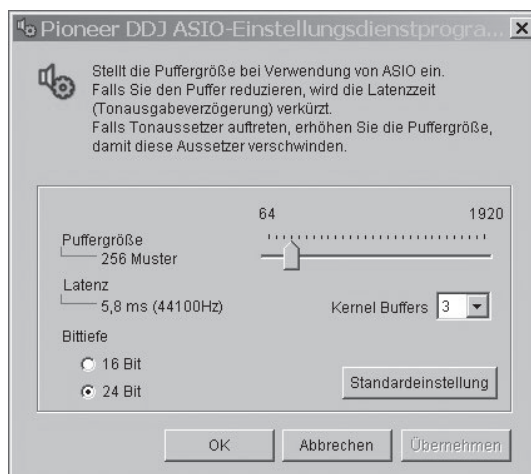 Pioneer DDJ ASIO-Einstellungsdienstprogra...
Stellt die Puffergröße bei Verwendung von ASIO ein.
Falls Sie den Puffer reduzieren, wird die Latenzzeit
(Tonausgabeverzögerung) verkürzt.
Falls Tonaussetzer auftreten, erhöhen Sie die Puffergröße,
damit diese Aussetzer verschwinden.
64 1920
Puffergröße
256 Muster
Latenz
5,8 ms (44100Hz)
Kernel Buffers 3
Bittiefe
16 Bit
24 Bit
Standardeinstellung
OK Abbrechen Übernehmen